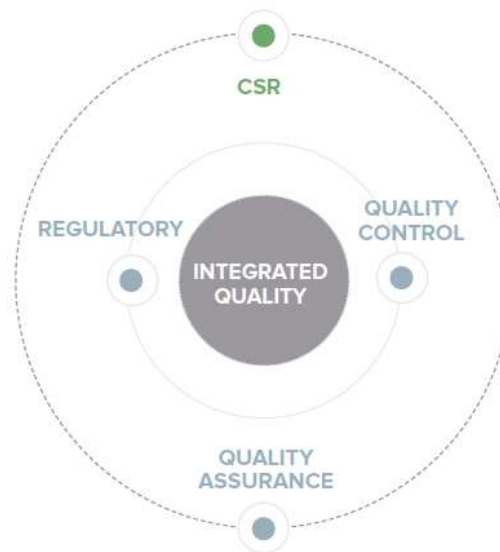 CSR
REGULATORY
QUALITY
CONTROL
INTEGRATED
QUALITY
QUALITY
ASSURANCE